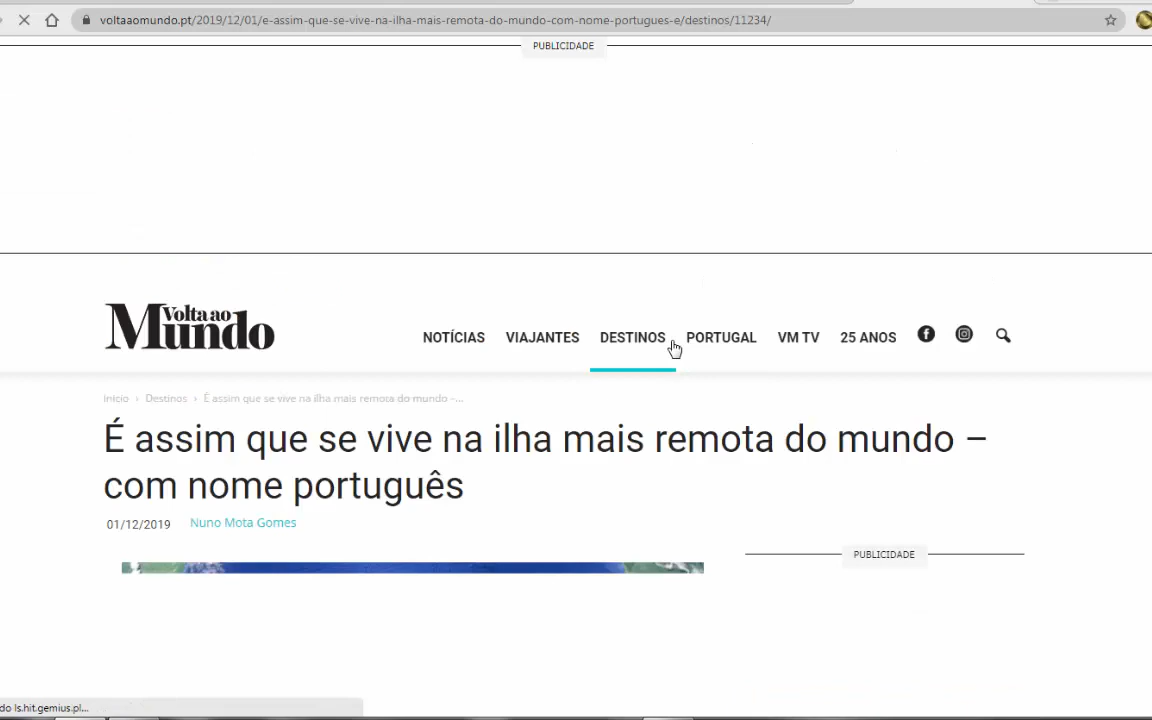 voltaaomundo.pt/2019/12/01/e-assim-que-se-vive-na-ilha-mais-remota-do-mundo-com-nome-portugues-e/destinos/11234/
PUBLICIDADE
Volta ao Mundo
NOTÍCIAS VIAJANTES DESTINOS PORTUGAL VM TV 25 ANOS
Início › Destinos › É assim que se vive na ilha mais remota do mundo –...
É assim que se vive na ilha mais remota do mundo –
com nome português
01/12/2019 Nuno Mota Gomes
PUBLICIDADE
do ls.hit.gemius.pl...